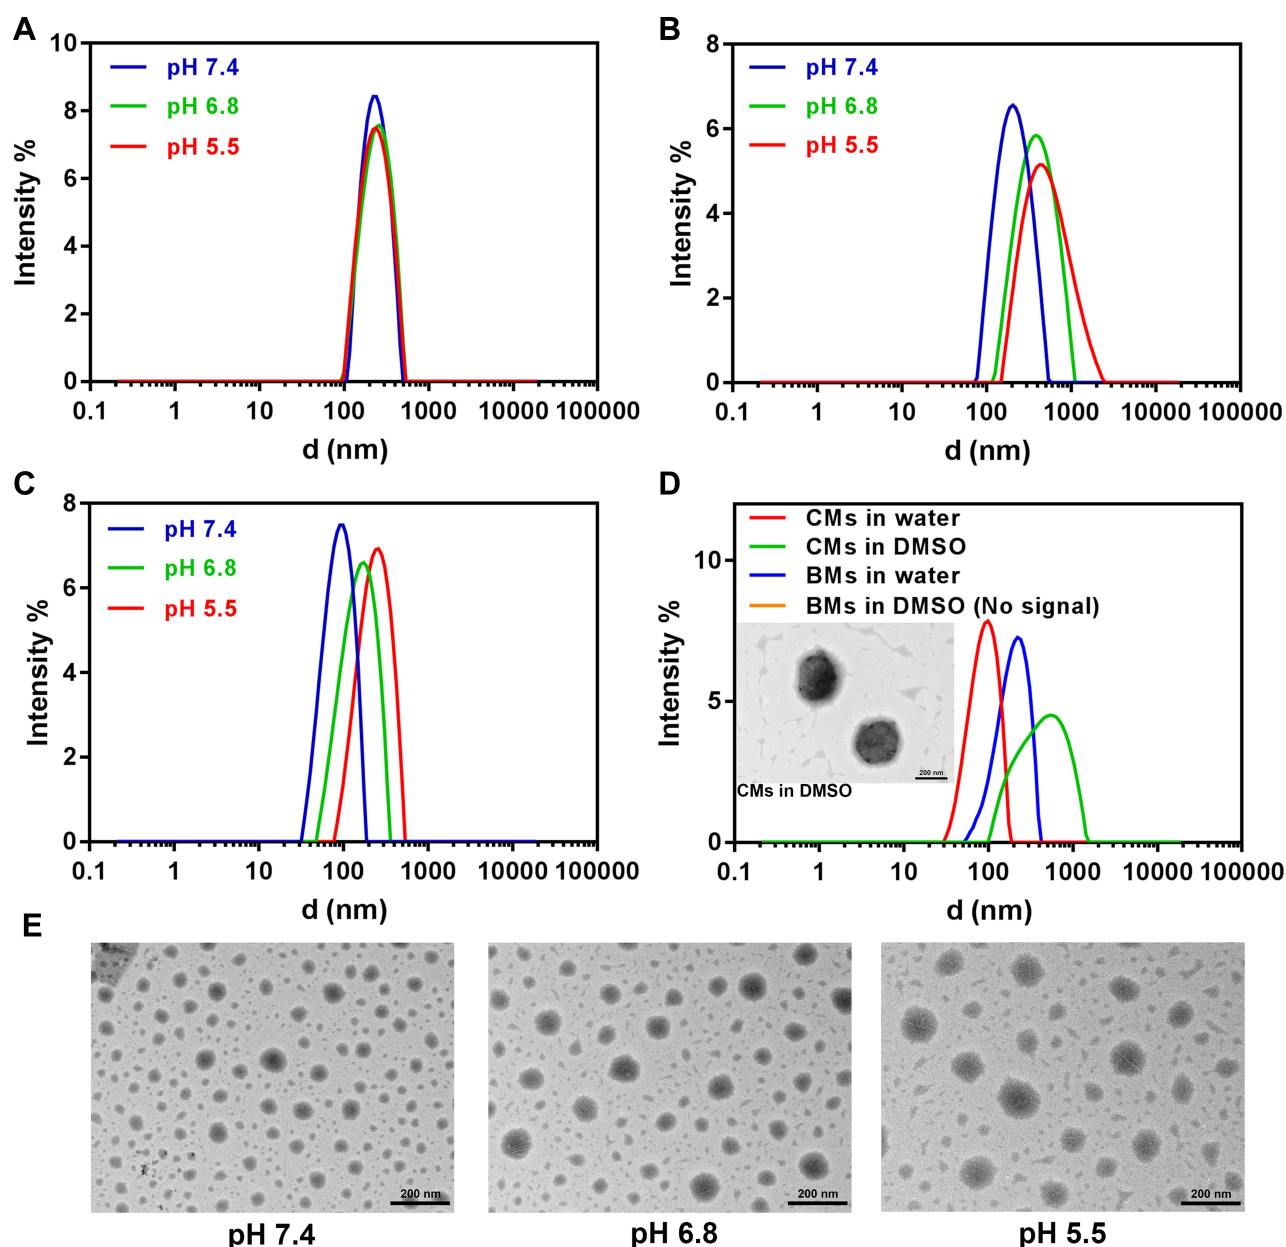 A
10
8
6
4
2
0
Intensity %
pH 7.4
pH 6.8
pH 5.5
0.1 1 10 100 1000 10000 100000
d (nm)
B
8
6
4
2
0
Intensity %
pH 7.4
pH 6.8
pH 5.5
0.1 1 10 100 1000 10000 100000
d (nm)
C
8
6
4
2
0
Intensity %
pH 7.4
pH 6.8
pH 5.5
0.1 1 10 100 1000 10000 100000
d (nm)
D
10
5
0
Intensity %
CMs in water
CMs in DMSO
BMs in water
BMs in DMSO (No signal)
200 nm
CMs in DMSO
0.1 1 10 100 1000 10000 100000
d (nm)
E
200 nm
200 nm
200 nm
pH 7.4
pH 6.8
pH 5.5